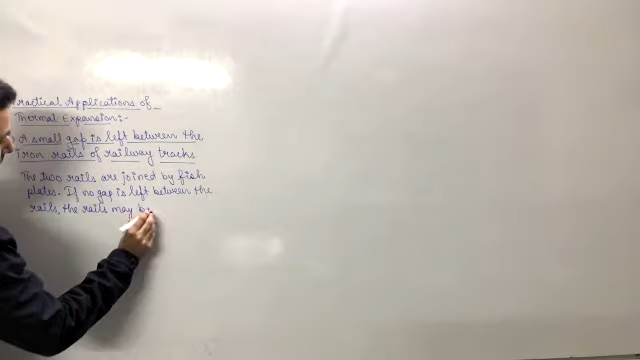 Practical Applications of
Thermal Expansion:-
A small gap is left between the
iron rails of railway tracks
The two rails are joined by fish
plates. If no gap is left between the
rails, the rails may